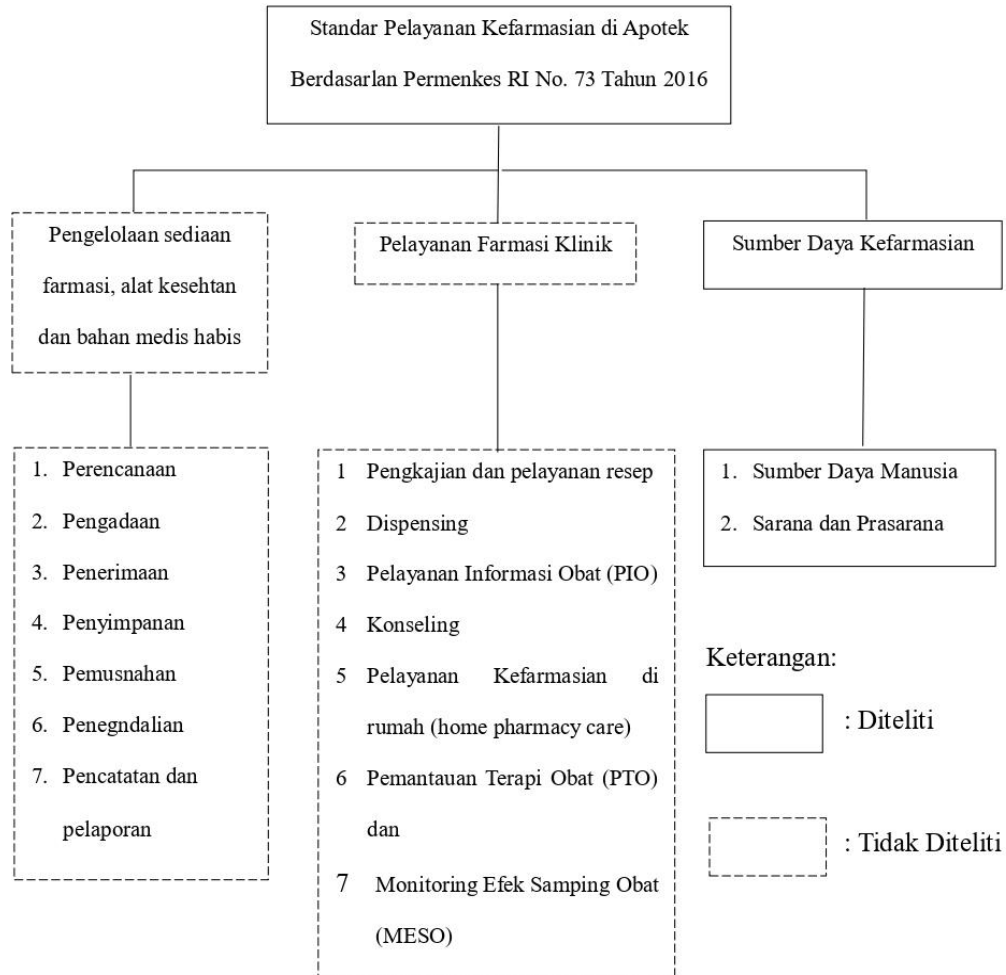 Standar Pelayanan Kefarmasian di Apotek
Berdasarlan Permenkes RI No. 73 Tahun 2016
Pengelolaan sediaan
farmasi, alat kesehtan
dan bahan medis habis
Pelayanan Farmasi Klinik
Sumber Daya Kefarmasian
1. Perencanaan
2. Pengadaan
3. Penerimaan
4. Penyimpanan
5. Pemusnahan
6. Penegndalian
7. Pencatatan dan
pelaporan
1 Pengkajian dan pelayanan resep
2 Dispensing
3 Pelayanan Informasi Obat (PIO)
4 Konseling
5 Pelayanan Kefarmasian di
rumah (home pharmacy care)
6 Pemantauan Terapi Obat (PTO)
dan
7 Monitoring Efek Samping Obat
(MESO)
1. Sumber Daya Manusia
2. Sarana dan Prasarana
Keterangan:
: Diteliti
: Tidak Diteliti